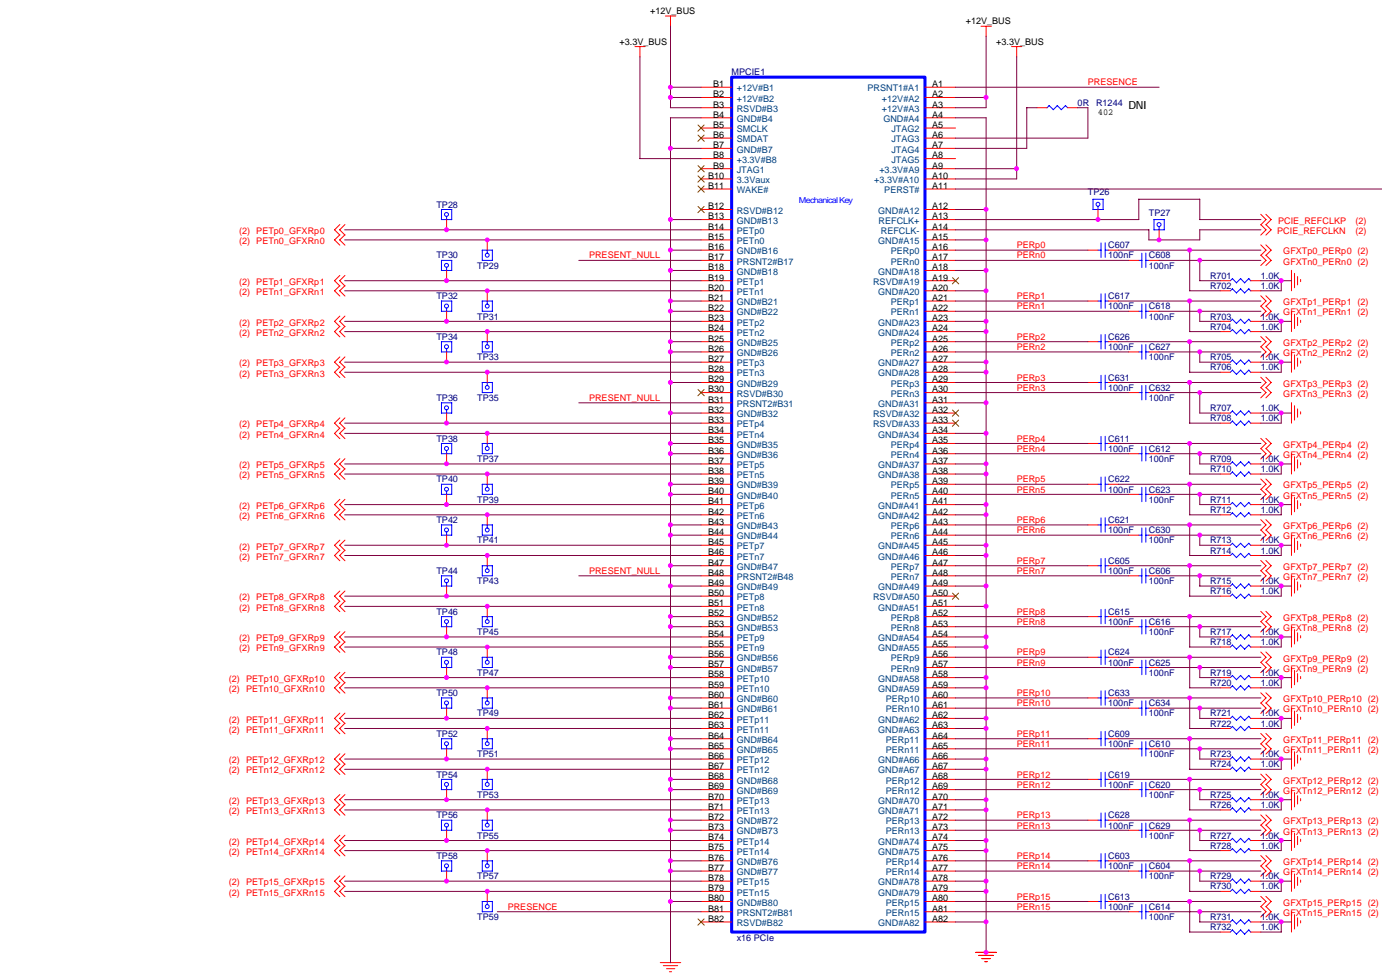 +12V_BUS
+12V_BUS
+3.3V_BUS
+3.3V_BUS
MPCIE1
B1 +12V#B1 PRSNT1#A1 A1 PRESENCE
B2 +12V#B2 +12V#A2 A2
B3 RSVD#B3 +12V#A3 A3 0R R1244 DNI
B4 GND#B4 GND#A4 A4 402
B5 SMCLK JTAG2 A5
B6 SMDAT JTAG3 A6
B7 GND#B7 JTAG4 A7
B8 +3.3V#B8 JTAG5 A8
B9 JTAG1 +3.3V#A9 A9
B10 3.3Vaux +3.3V#A10 A10
B11 WAKE# PERST# A11
Mechanical Key
TP28 B12 RSVD#B12 GND#A12 A12 TP26
B13 GND#B13 REFCLK+ A13 TP27 PCIE_REFCLKP (2)
(2) PETp0_GFXRp0 B14 PETp0 REFCLK- A14 PCIE_REFCLKN (2)
(2) PETn0_GFXRn0 B15 PETn0 GND#A15 A15
B16 GND#B16 PERp0 A16 PERp0 C607 100nF GFXTp0_PERp0 (2)
TP30 TP29 PRESENT_NULL B17 PRSNT2#B17 PERn0 A17 PERn0 C608 100nF GFXTn0_PERn0 (2)
B18 GND#B18 GND#A18 A18
(2) PETp1_GFXRp1 B19 PETp1 RSVD#A19 A19 R701 1.0K
(2) PETn1_GFXRn1 B20 PETn1 GND#A20 A20 R702 1.0K
TP32 B21 GND#B21 PERp1 A21 PERp1 C617 100nF GFXTp1_PERp1 (2)
TP31 B22 GND#B22 PERn1 A22 PERn1 C618 100nF GFXTn1_PERn1 (2)
(2) PETp2_GFXRp2 B23 PETp2 GND#A23 A23 R703 1.0K
(2) PETn2_GFXRn2 B24 PETn2 GND#A24 A24 R704 1.0K
TP34 B25 GND#B25 PERp2 A25 PERp2 C626 100nF GFXTp2_PERp2 (2)
TP33 B26 GND#B26 PERn2 A26 PERn2 C627 100nF GFXTn2_PERn2 (2)
(2) PETp3_GFXRp3 B27 PETp3 GND#A27 A27 R705 1.0K
(2) PETn3_GFXRn3 B28 PETn3 GND#A28 A28 R706 1.0K
B29 GND#B29 PERp3 A29 PERp3 C631 100nF GFXTp3_PERp3 (2)
TP35 B30 RSVD#B30 PERn3 A30 PERn3 C632 100nF GFXTn3_PERn3 (2)
TP36 PRESENT_NULL B31 PRSNT2#B31 GND#A31 A31
B32 GND#B32 RSVD#A32 A32 R707 1.0K
(2) PETp4_GFXRp4 B33 PETp4 RSVD#A33 A33 R708 1.0K
(2) PETn4_GFXRn4 B34 PETn4 GND#A34 A34
TP38 B35 GND#B35 PERp4 A35 PERp4 C611 100nF GFXTp4_PERp4 (2)
TP37 B36 GND#B36 PERn4 A36 PERn4 C612 100nF GFXTn4_PERn4 (2)
(2) PETp5_GFXRp5 B37 PETp5 GND#A37 A37 R709 1.0K
(2) PETn5_GFXRn5 B38 PETn5 GND#A38 A38 R710 1.0K
TP40 B39 GND#B39 PERp5 A39 PERp5 C622 100nF GFXTp5_PERp5 (2)
TP39 B40 GND#B40 PERn5 A40 PERn5 C623 100nF GFXTn5_PERn5 (2)
(2) PETp6_GFXRp6 B41 PETp6 GND#A41 A41 R711 1.0K
(2) PETn6_GFXRn6 B42 PETn6 GND#A42 A42 R712 1.0K
TP42 B43 GND#B43 PERp6 A43 PERp6 C621 100nF GFXTp6_PERp6 (2)
TP41 B44 GND#B44 PERn6 A44 PERn6 C630 100nF GFXTn6_PERn6 (2)
(2) PETp7_GFXRp7 B45 PETp7 GND#A45 A45 R713 1.0K
(2) PETn7_GFXRn7 B46 PETn7 GND#A46 A46 R714 1.0K
B47 GND#B47 PERp7 A47 PERp7 C605 100nF GFXTp7_PERp7 (2)
TP44 TP43 PRESENT_NULL B48 PRSNT2#B48 PERn7 A48 PERn7 C606 100nF GFXTn7_PERn7 (2)
B49 GND#B49 GND#A49 A49 R715 1.0K
(2) PETp8_GFXRp8 B50 PETp8 RSVD#A50 A50 R716 1.0K
(2) PETn8_GFXRn8 B51 PETn8 GND#A51 A51
TP46 B52 GND#B52 PERp8 A52 PERp8 C615 100nF GFXTp8_PERp8 (2)
TP45 B53 GND#B53 PERn8 A53 PERn8 C616 100nF GFXTn8_PERn8 (2)
(2) PETp9_GFXRp9 B54 PETp9 GND#A54 A54 R717 1.0K
(2) PETn9_GFXRn9 B55 PETn9 GND#A55 A55 R718 1.0K
TP48 B56 GND#B56 PERp9 A56 PERp9 C624 100nF GFXTp9_PERp9 (2)
TP47 B57 GND#B57 PERn9 A57 PERn9 C625 100nF GFXTn9_PERn9 (2)
(2) PETp10_GFXRp10 B58 PETp10 GND#A58 A58 R719 1.0K
(2) PETn10_GFXRn10 B59 PETn10 GND#A59 A59 R720 1.0K
TP50 B60 GND#B60 PERp10 A60 PERp10 C633 100nF GFXTp10_PERp10 (2)
TP49 B61 GND#B61 PERn10 A61 PERn10 C634 100nF GFXTn10_PERn10 (2)
(2) PETp11_GFXRp11 B62 PETp11 GND#A62 A62 R721 1.0K
(2) PETn11_GFXRn11 B63 PETn11 GND#A63 A63 R722 1.0K
TP52 B64 GND#B64 PERp11 A64 PERp11 C609 100nF GFXTp11_PERp11 (2)
TP51 B65 GND#B65 PERn11 A65 PERn11 C610 100nF GFXTn11_PERn11 (2)
(2) PETp12_GFXRp12 B66 PETp12 GND#A66 A66 R723 1.0K
(2) PETn12_GFXRn12 B67 PETn12 GND#A67 A67 R724 1.0K
TP54 B68 GND#B68 PERp12 A68 PERp12 C619 100nF GFXTp12_PERp12 (2)
TP53 B69 GND#B69 PERn12 A69 PERn12 C620 100nF GFXTn12_PERn12 (2)
(2) PETp13_GFXRp13 B70 PETp13 GND#A70 A70 R725 1.0K
(2) PETn13_GFXRn13 B71 PETn13 GND#A71 A71 R726 1.0K
TP56 B72 GND#B72 PERp13 A72 PERp13 C628 100nF GFXTp13_PERp13 (2)
TP55 B73 GND#B73 PERn13 A73 PERn13 C629 100nF GFXTn13_PERn13 (2)
(2) PETp14_GFXRp14 B74 PETp14 GND#A74 A74 R727 1.0K
(2) PETn14_GFXRn14 B75 PETn14 GND#A75 A75 R728 1.0K
TP58 B76 GND#B76 PERp14 A76 PERp14 C603 100nF GFXTp14_PERp14 (2)
TP57 B77 GND#B77 PERn14 A77 PERn14 C604 100nF GFXTn14_PERn14 (2)
(2) PETp15_GFXRp15 B78 PETp15 GND#A78 A78 R729 1.0K
(2) PETn15_GFXRn15 B79 PETn15 GND#A79 A79 R730 1.0K
B80 GND#B80 PERp15 A80 PERp15 C613 100nF GFXTp15_PERp15 (2)
TP59 PRESENCE B81 PRSNT2#B81 PERn15 A81 PERn15 C614 100nF GFXTn15_PERn15 (2)
B82 RSVD#B82 GND#A82 A82 R731 1.0K
R732 1.0K
x16 PCIe